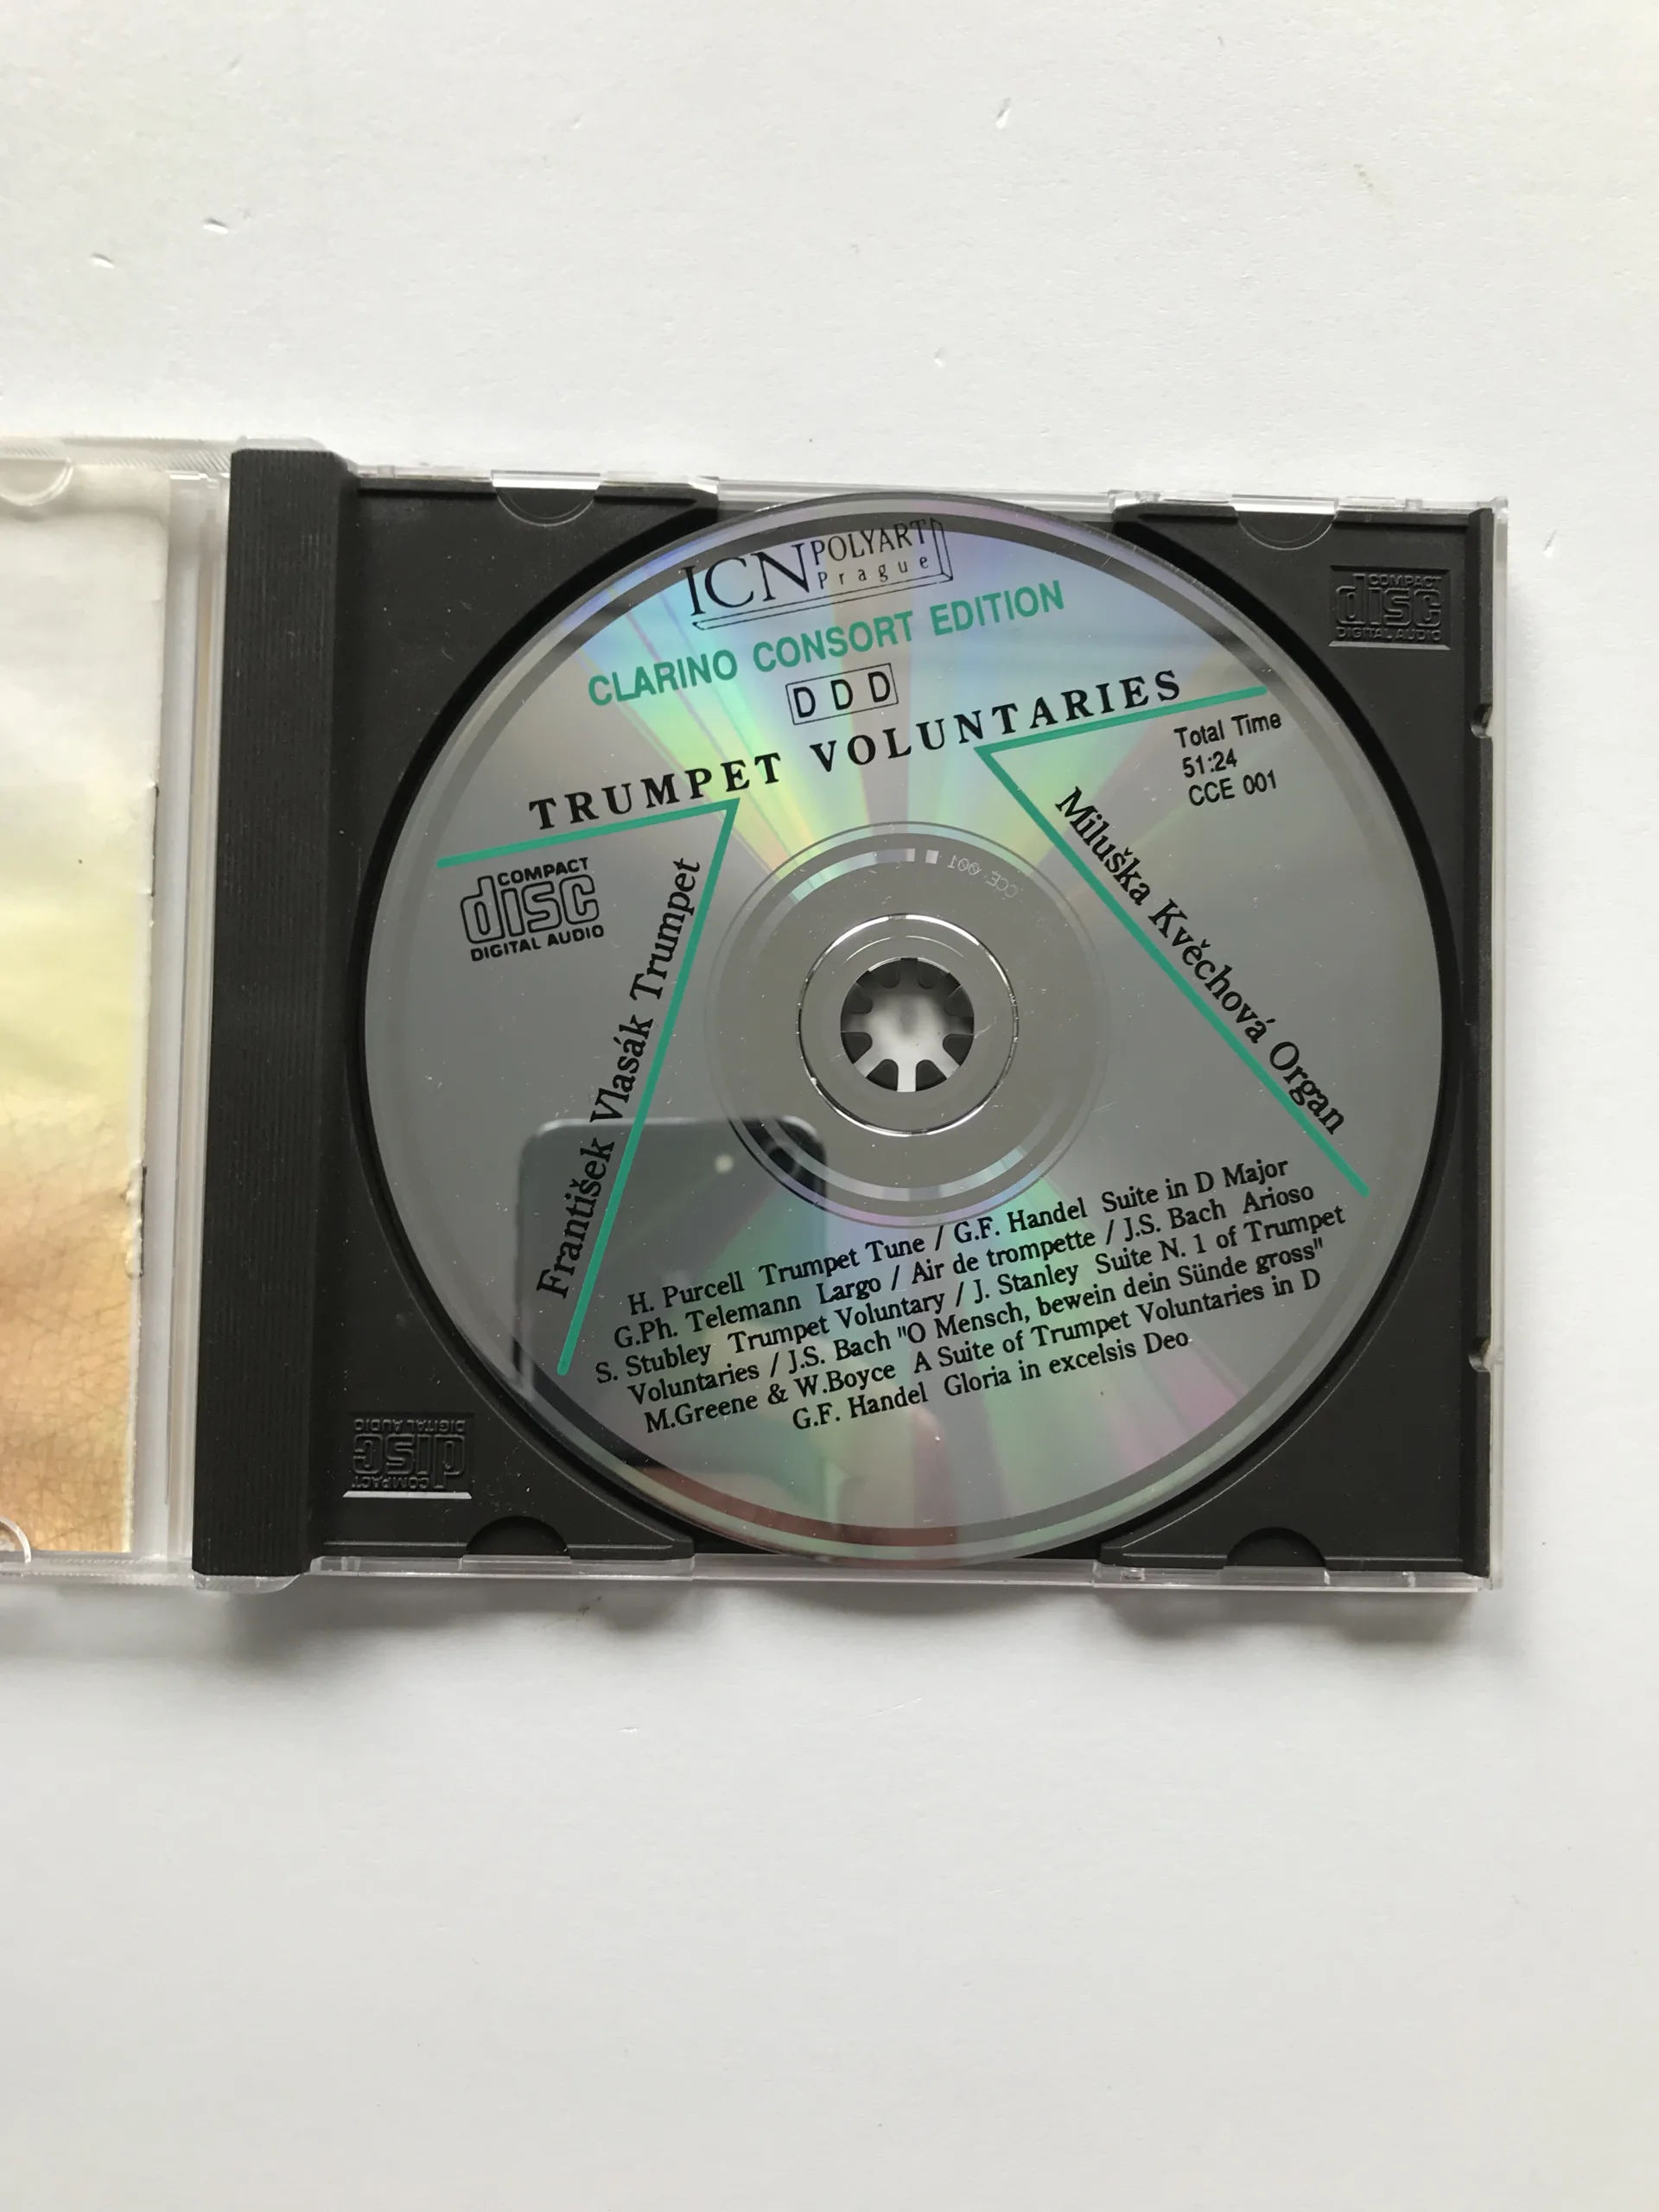 ICN POLYART
Prague
CLARINO CONSORT EDITION
DDD
TRUMPET VOLUNTARIES
Total Time
51:24
CCE 001
COMPACT
disc
DIGITAL AUDIO
František Vlasák Trumpet
Miluška Kvěchová Organ
CCE 001
H. Purcell Trumpet Tune / G.F. Handel Suite in D Major
G.Ph. Telemann Largo / Air de trompette / J.S. Bach Arioso
S. Stubley Trumpet Voluntary / J. Stanley Suite N. 1 of Trumpet
Voluntaries / J.S. Bach "O Mensch, bewein dein Sünde gross"
M.Greene & W.Boyce A Suite of Trumpet Voluntaries in D
G.F. Handel Gloria in excelsis Deo
COMPACT
disc
DIGITAL AUDIO
COMPACT
disc
DIGITAL AUDIO